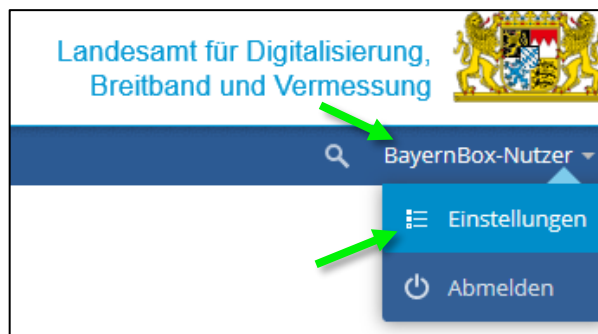 Landesamt für Digitalisierung,
Breitband und Vermessung
BayernBox-Nutzer
Einstellungen
Abmelden